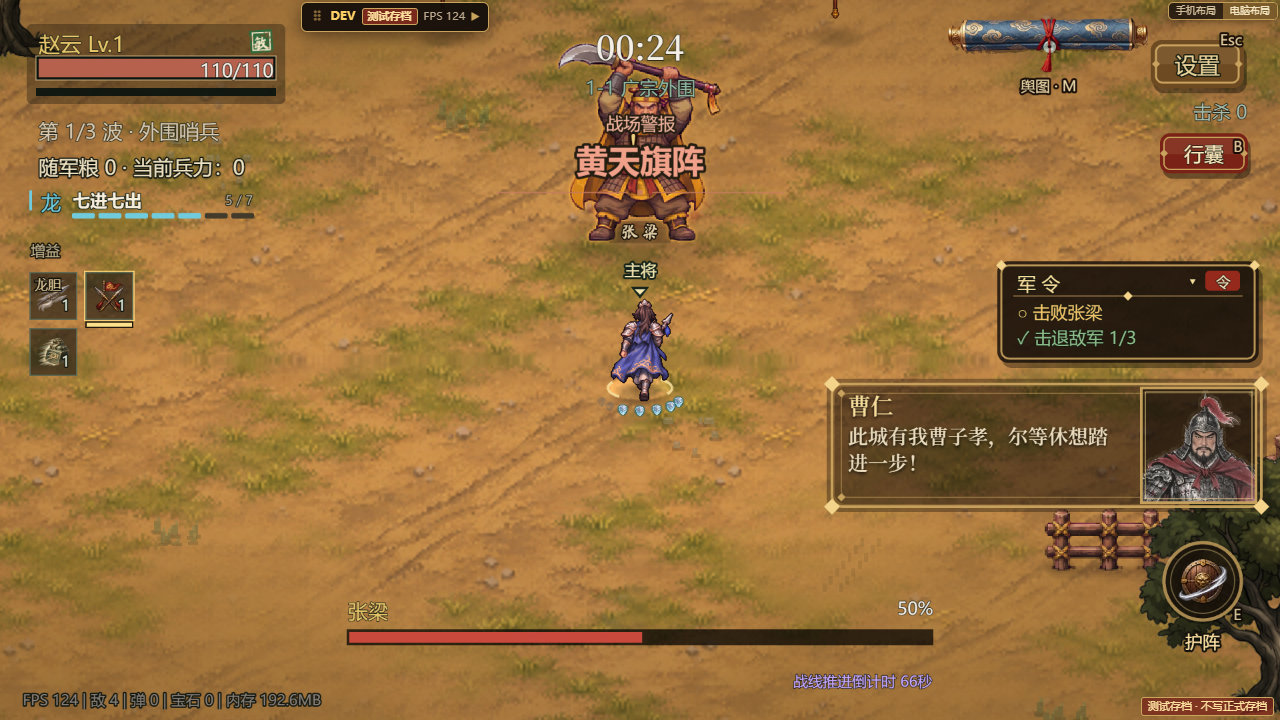 DEV 测试存档 FPS 124 ▶
手机布局 电脑布局
赵云 Lv.1 敏
110/110
00:24
1-1 广宗外围
战场警报
黄天旗阵
张梁
舆图·M
Esc
设置
击杀 0
行囊 B
第 1/3 波·外围哨兵
随军粮 0·当前兵力：0
龙 七进七出 5/7
增益
龙胆 1
1
1
主将
军令 ▼ 令
○ 击败张梁
✓ 击退敌军 1/3
曹仁
此城有我曹子孝，尔等休想踏
进一步！
E
护阵
张梁 50%
战线推进倒计时 66秒
FPS 124 | 敌 4 | 弹 0 | 宝石 0 | 内存 192.6MB
测试存档·不写正式存档